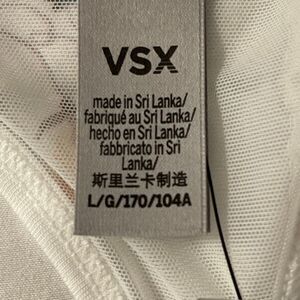 VSX
made in Sri Lanka/
fabriqué au Sri Lanka/
hecho en Sri Lanka/
fabbricato in Sri
Lanka/
斯里兰卡制造
L/G/170/104A